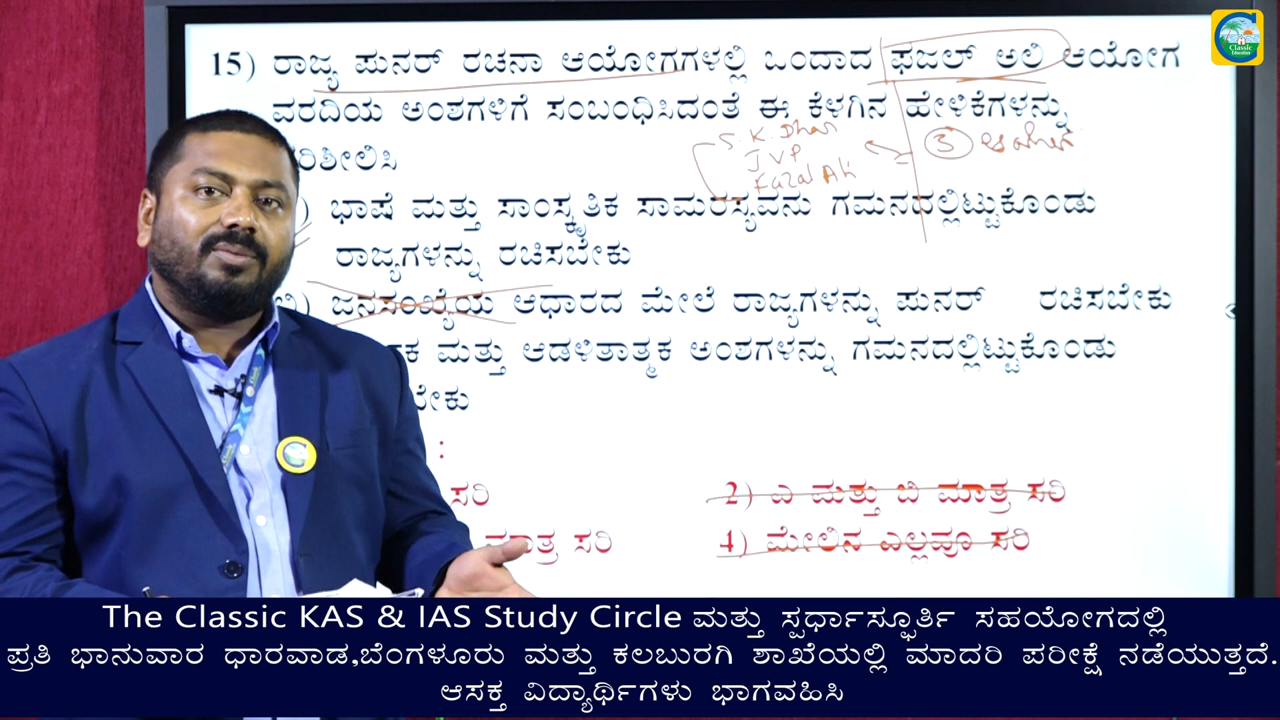 15) ರಾಜ್ಯ ಪುನರ್ ರಚನಾ ಆಯೋಗಗಳಲ್ಲಿ ಒಂದಾದ ಫಜಲ್ ಅಲಿ ಆಯೋಗ
ವರದಿಯ ಅಂಶಗಳಿಗೆ ಸಂಬಂಧಿಸಿದಂತೆ ಈ ಕೆಳಗಿನ ಹೇಳಿಕೆಗಳನ್ನು
S. K. Dhar
JVP
Fazal Ali
3
) ಭಾಷೆ ಮತ್ತು ಸಾಂಸ್ಕೃತಿಕ ಸಾಮರಸ್ಯವನು ಗಮನದಲ್ಲಿಟ್ಟುಕೊಂಡು
ರಾಜ್ಯಗಳನ್ನು ರಚಿಸಬೇಕು
) ಜನಸಂಖ್ಯೆಯ ಆಧಾರದ ಮೇಲೆ ರಾಜ್ಯಗಳನ್ನು ಪುನರ್ ರಚಿಸಬೇಕು
ಮತ್ತು ಆಡಳಿತಾತ್ಮಕ ಅಂಶಗಳನ್ನು ಗಮನದಲ್ಲಿಟ್ಟುಕೊಂಡು
:
ಸರಿ 2) ಎ ಮತ್ತು ಬಿ ಮಾತ್ರ ಸರಿ
ಮಾತ್ರ ಸರಿ 4) ಮೇಲಿನ ಎಲ್ಲವೂ ಸರಿ
Classic
Education
The Classic KAS & IAS Study Circle ಮತ್ತು ಸ್ಪರ್ಧಾಸ್ಫೂರ್ತಿ ಸಹಯೋಗದಲ್ಲಿ
ಪ್ರತಿ ಭಾನುವಾರ ಧಾರವಾಡ,ಬೆಂಗಳೂರು ಮತ್ತು ಕಲಬುರಗಿ ಶಾಖೆಯಲ್ಲಿ ಮಾದರಿ ಪರೀಕ್ಷೆ ನಡೆಯುತ್ತದೆ.
ಆಸಕ್ತ ವಿದ್ಯಾರ್ಥಿಗಳು ಭಾಗವಹಿಸಿ